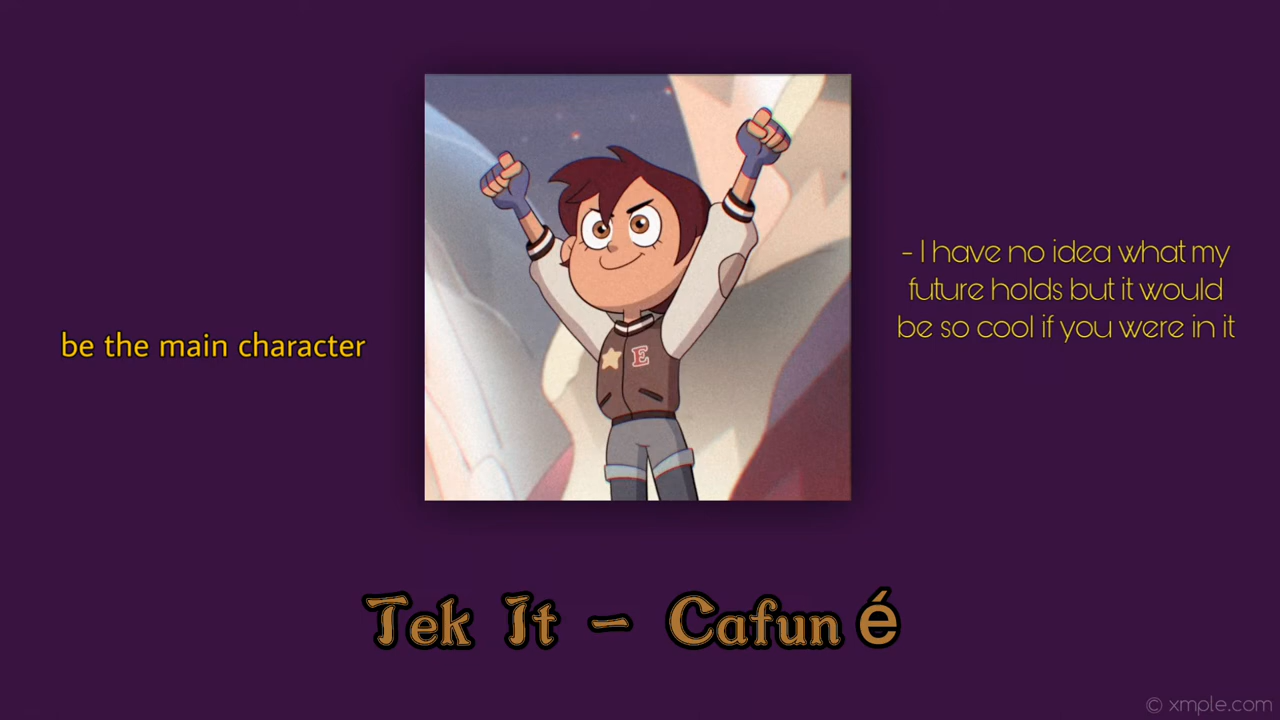 be the main character
E
- I have no idea what my
future holds but it would
be so cool if you were in it
Tek It - Cafuné
© xmple.com